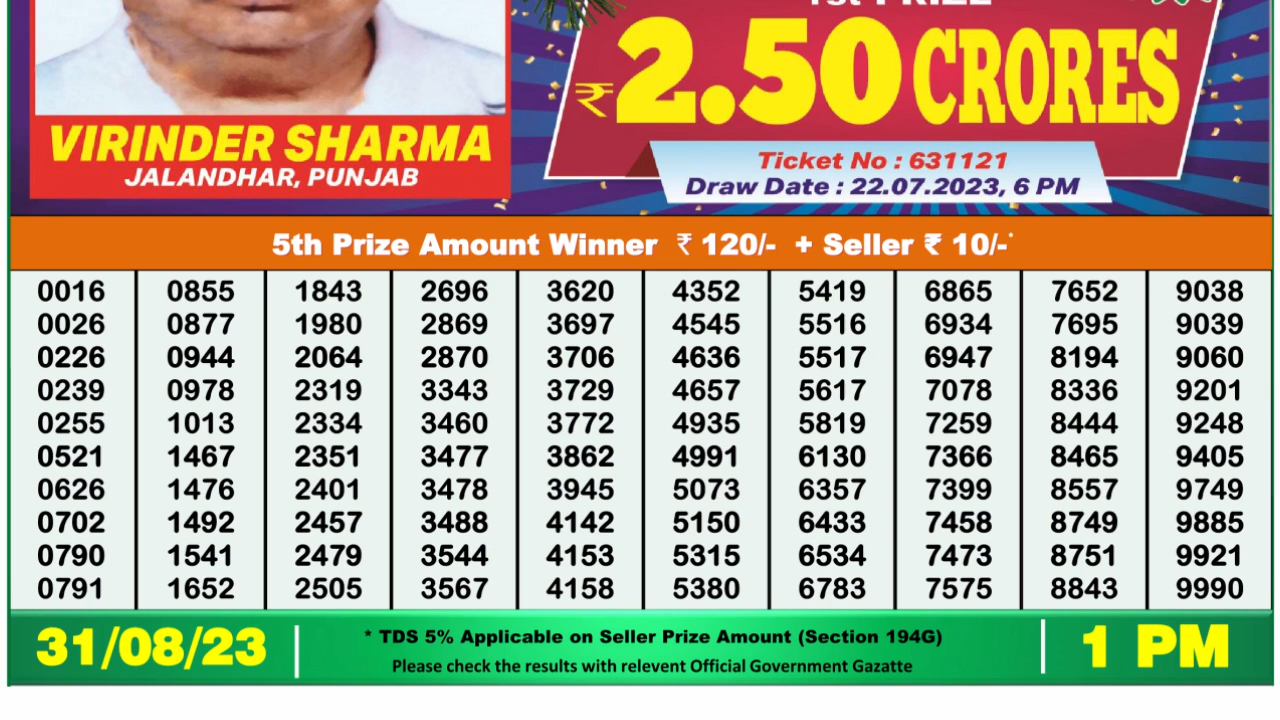 1st PRIZE
₹2.50 CRORES
VIRINDER SHARMA
JALANDHAR, PUNJAB
Ticket No : 631121
Draw Date : 22.07.2023, 6 PM
5th Prize Amount Winner ₹ 120/- + Seller ₹ 10/-*
0016 0855 1843 2696 3620 4352 5419 6865 7652 9038
0026 0877 1980 2869 3697 4545 5516 6934 7695 9039
0226 0944 2064 2870 3706 4636 5517 6947 8194 9060
0239 0978 2319 3343 3729 4657 5617 7078 8336 9201
0255 1013 2334 3460 3772 4935 5819 7259 8444 9248
0521 1467 2351 3477 3862 4991 6130 7366 8465 9405
0626 1476 2401 3478 3945 5073 6357 7399 8557 9749
0702 1492 2457 3488 4142 5150 6433 7458 8749 9885
0790 1541 2479 3544 4153 5315 6534 7473 8751 9921
0791 1652 2505 3567 4158 5380 6783 7575 8843 9990
31/08/23
* TDS 5% Applicable on Seller Prize Amount (Section 194G)
Please check the results with relevent Official Government Gazatte
1 PM